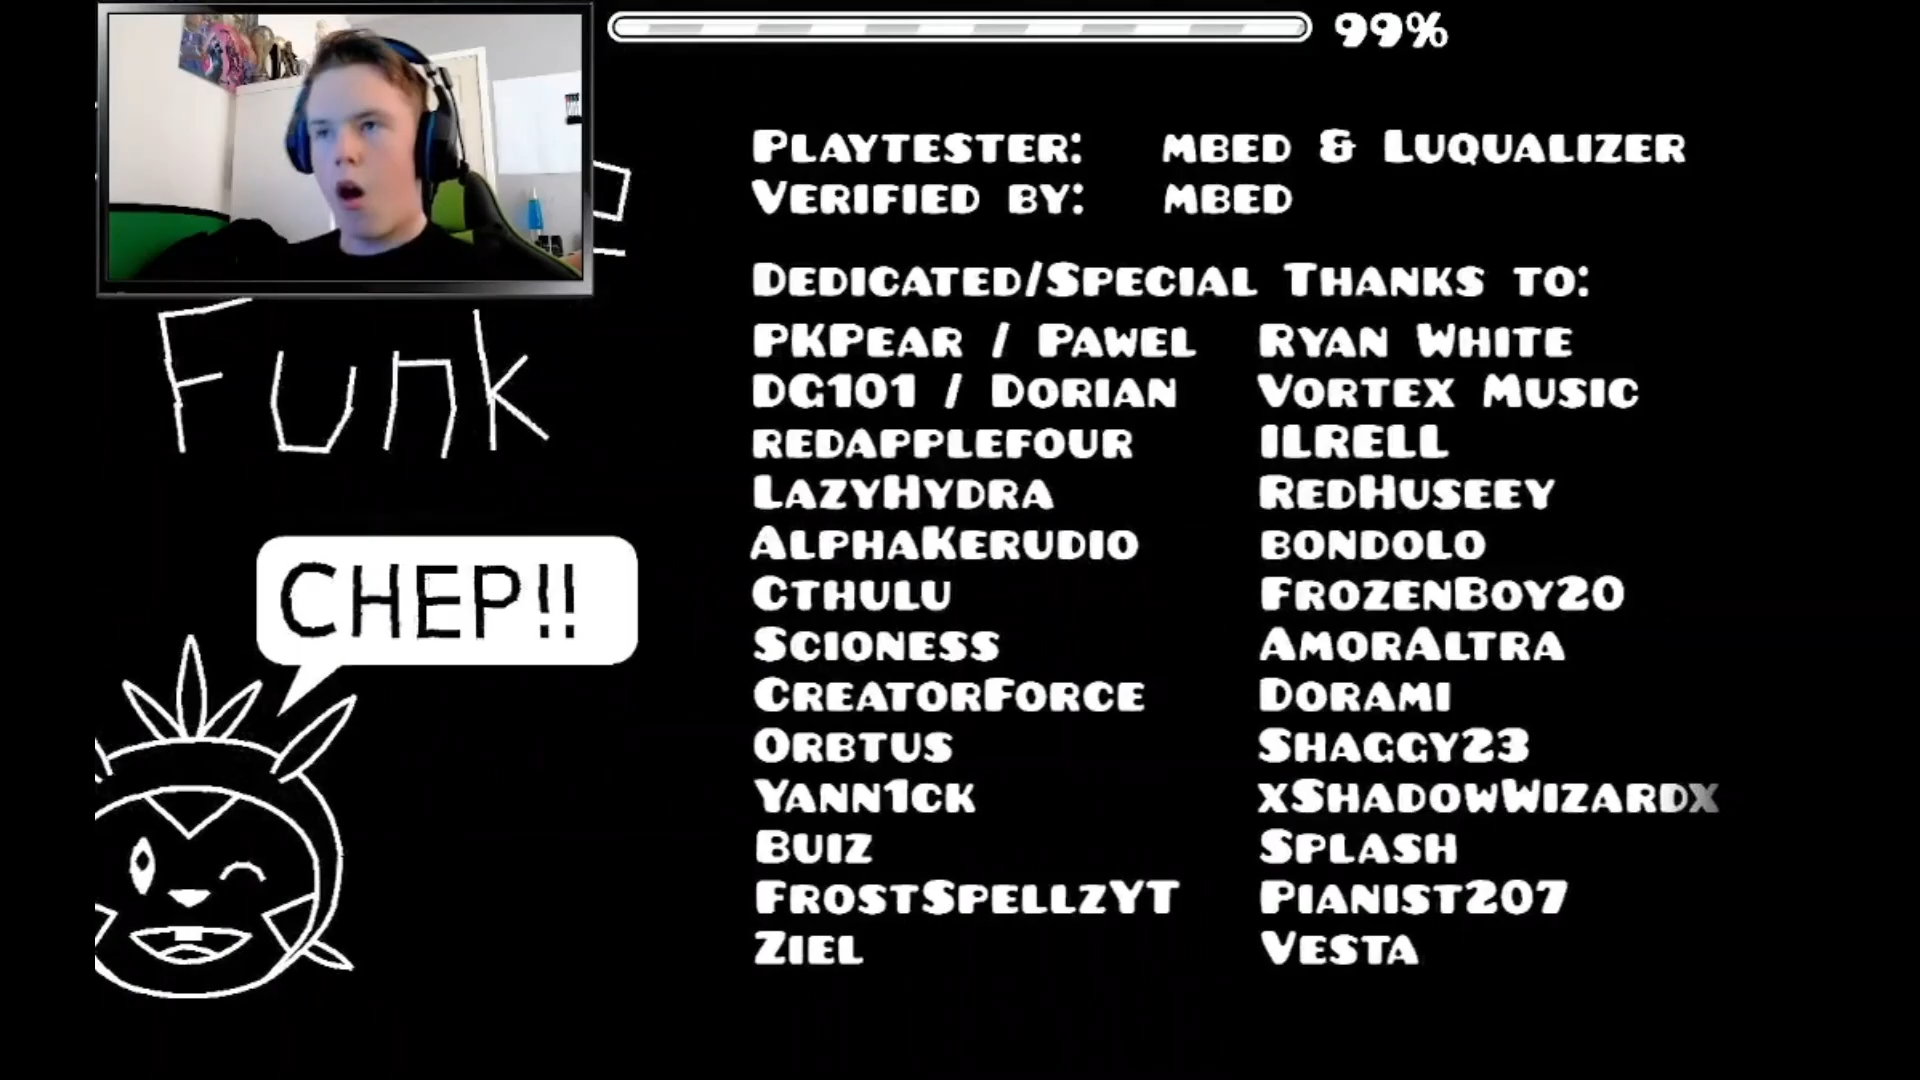 99%
Playtester: mbed & Luqualizer
Verified by: mbed
Dedicated/Special Thanks to:
PKPear / Pawel
Ryan White
DG101 / Dorian
Vortex Music
redapplefour
ILRELL
LazyHydra
RedHuseey
AlphaKerudio
bondolo
Cthulu
FrozenBoy20
Scioness
AmorAltra
CreatorForce
Dorami
Orbtus
Shaggy23
Yann1ck
xShadowWizardx
Buiz
Splash
FrostSpellzYT
Pianist207
Ziel
Vesta
Funk
CHEP!!